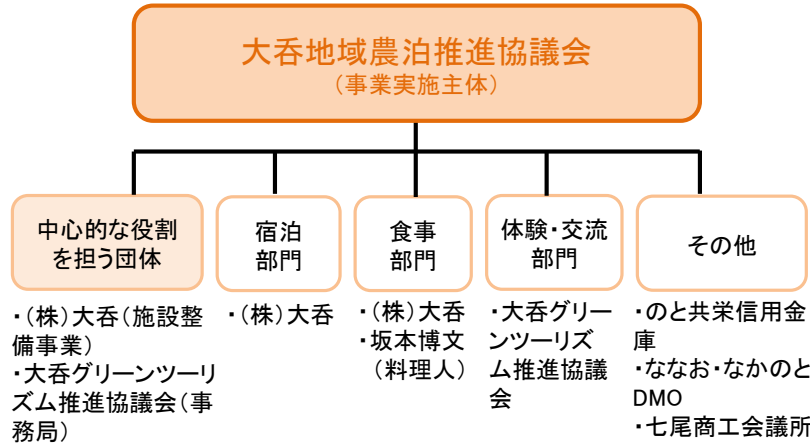 大呑地域農泊推進協議会
（事業実施主体）
中心的な役割
を担う団体
宿泊
部門
食事
部門
体験・交流
部門
その他
・（株）大呑（施設整
備事業）
・大呑グリーンツーリ
ズム推進協議会（事
務局）
・（株）大呑
・（株）大呑
・坂本博文
（料理人）
・大呑グリー
ンツーリズ
ム推進協議
会
・のと共栄信用金
庫
・ななお・なかのと
DMO
・七尾商工会議所